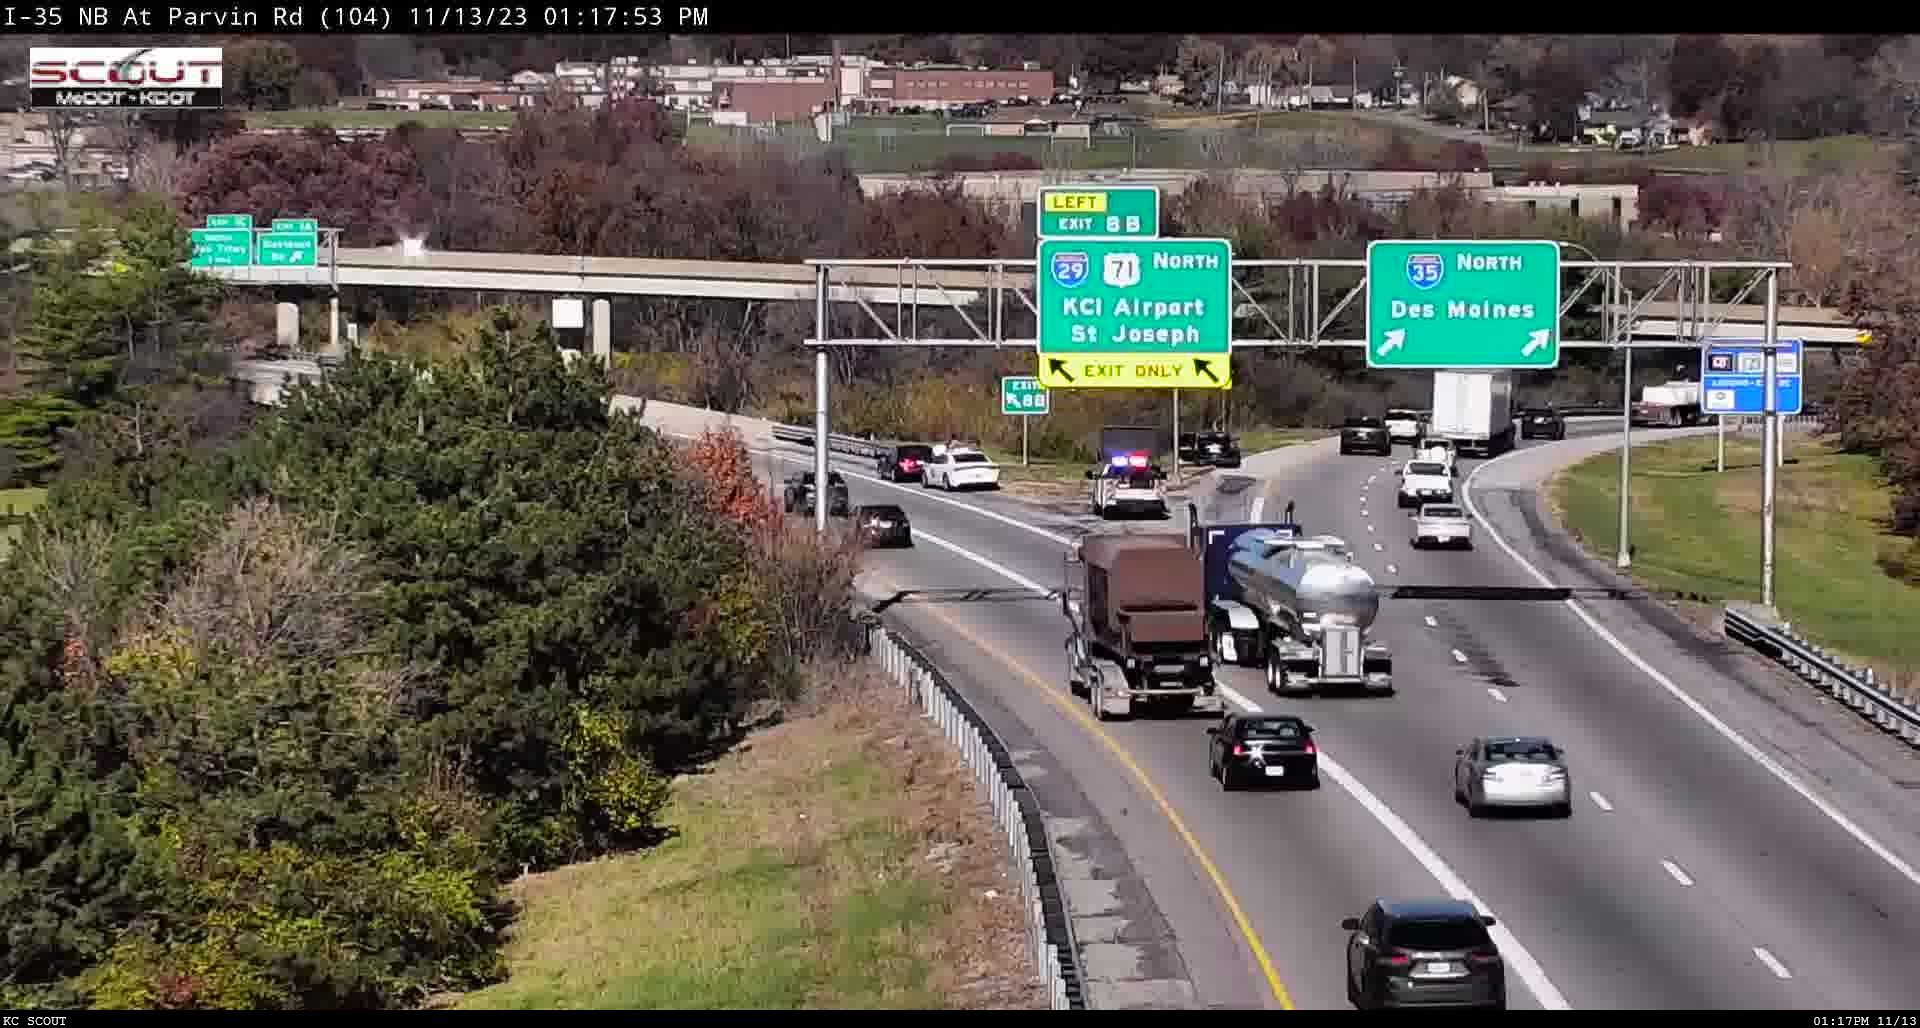 I-35 NB At Parvin Rd (104) 11/13/23 01:17:53 PM
SCOUT
MoDOT - KDOT
LEFT
EXIT 8B
29 71 NORTH
KCI Airport
St Joseph
EXIT ONLY
EXIT
8B
35 NORTH
Des Moines
KC SCOUT
01:17PM 11/13